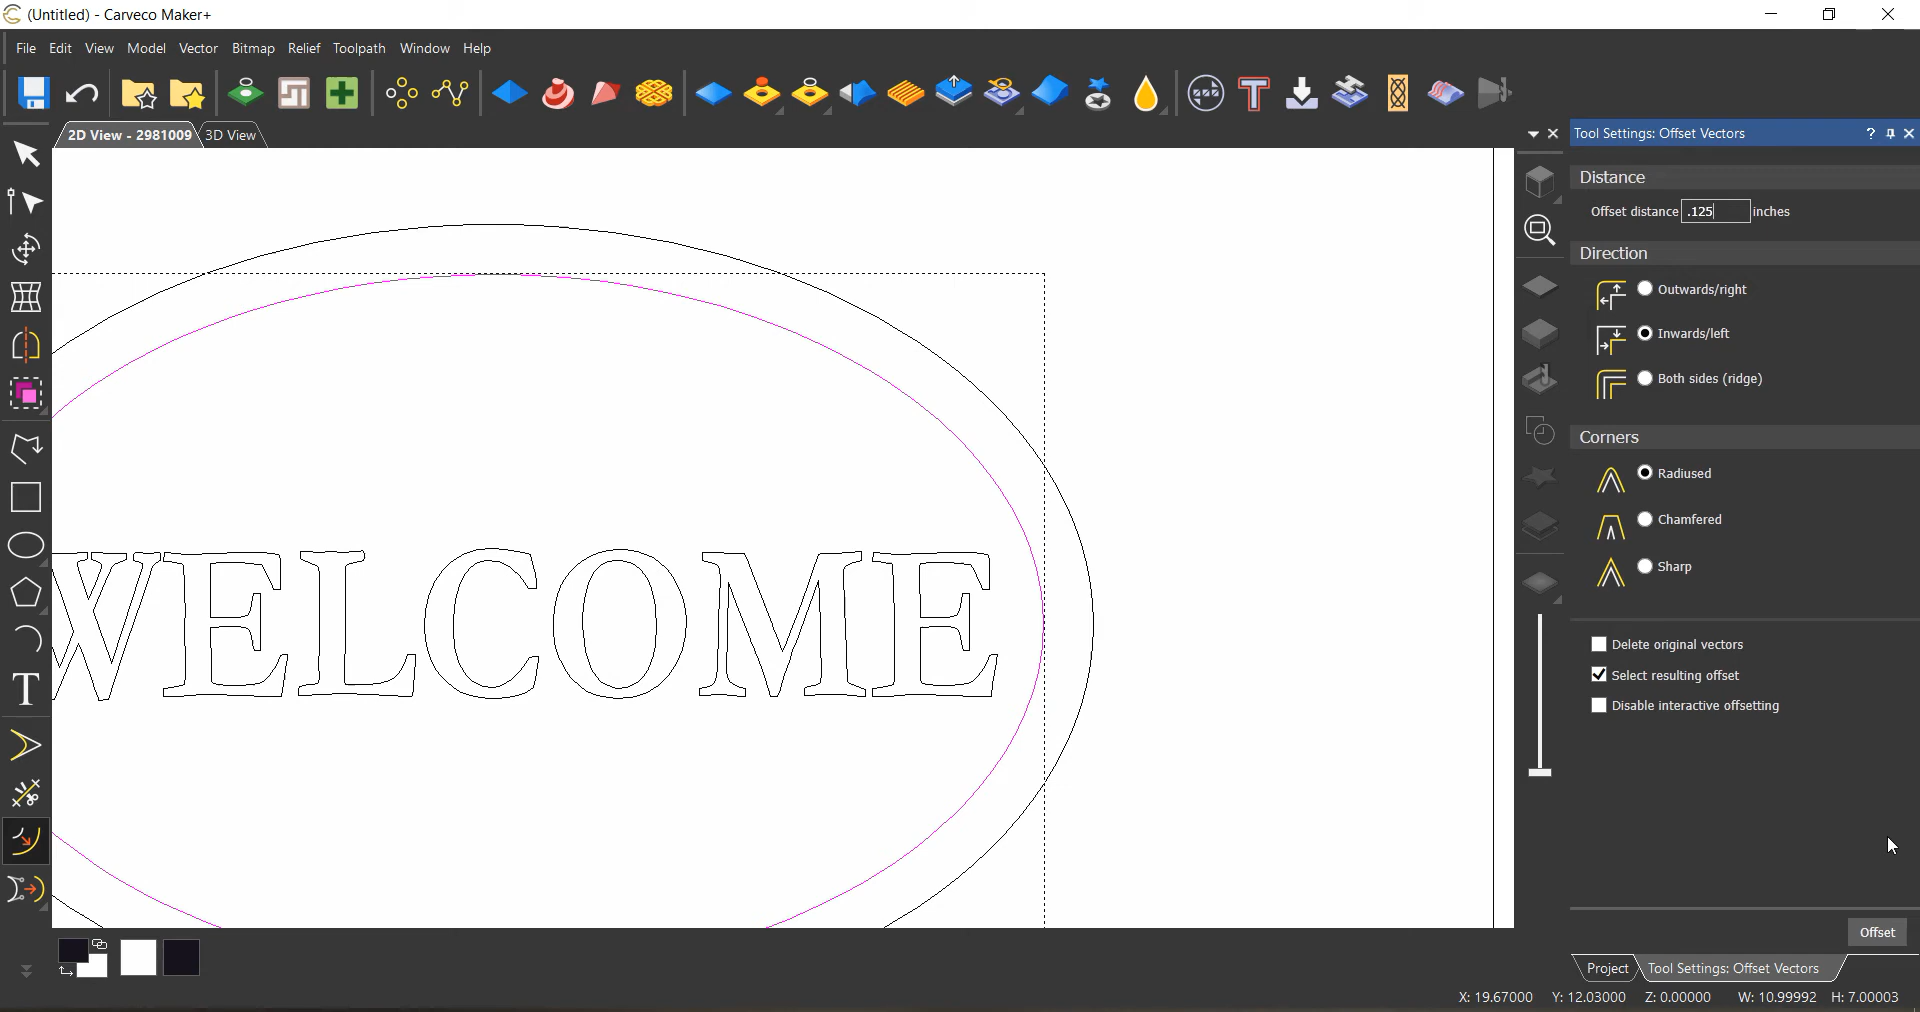 (Untitled) - Carveco Maker+
File Edit View Model Vector Bitmap Relief Toolpath Window Help
2D View - 2981009 3D View
Tool Settings: Offset Vectors ?
Distance
Offset distance .125 inches
Direction
Outwards/right
Inwards/left
Both sides (ridge)
Corners
Radiused
Chamfered
Sharp
WELCOME
T
Delete original vectors
Select resulting offset
Disable interactive offsetting
Offset
Project Tool Settings: Offset Vectors
X: 19.67000 Y: 12.03000 Z: 0.00000 W: 10.99992 H: 7.00003